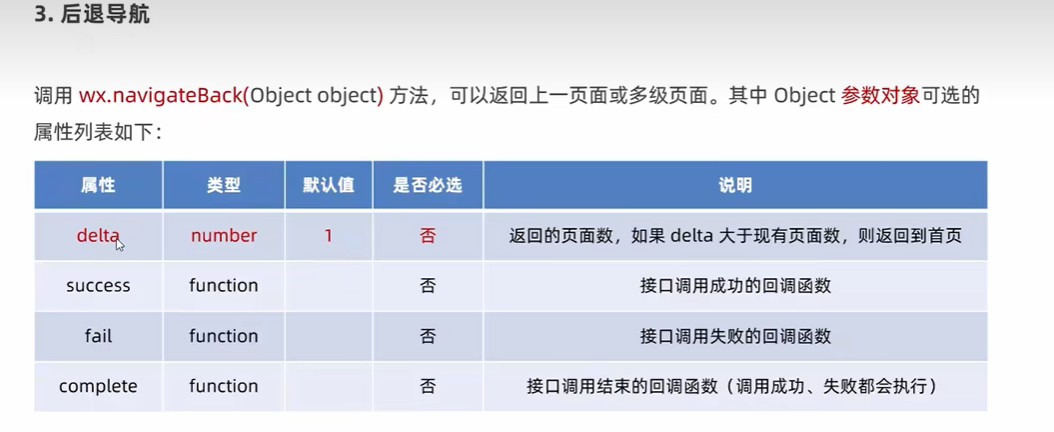 3. 后退导航
调用 wx.navigateBack(Object object) 方法，可以返回上一页面或多级页面。其中 Object 参数对象可选的
属性列表如下：
属性 类型 默认值 是否必选 说明
delta number 1 否 返回的页面数，如果 delta 大于现有页面数，则返回到首页
success function 否 接口调用成功的回调函数
fail function 否 接口调用失败的回调函数
complete function 否 接口调用结束的回调函数（调用成功、失败都会执行）